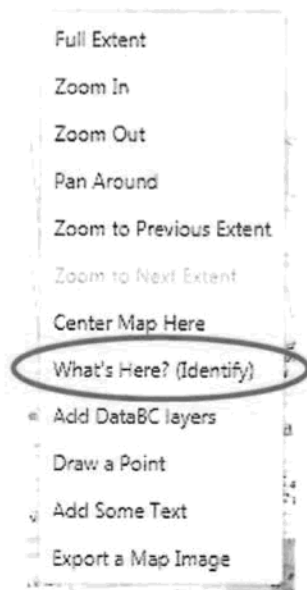 Full Extent
Zoom In
Zoom Out
Pan Around
Zoom to Previous Extent
Zoom to Next Extent
Center Map Here
What's Here? (Identify)
Add DataBC layers
Draw a Point
Add Some Text
Export a Map Image